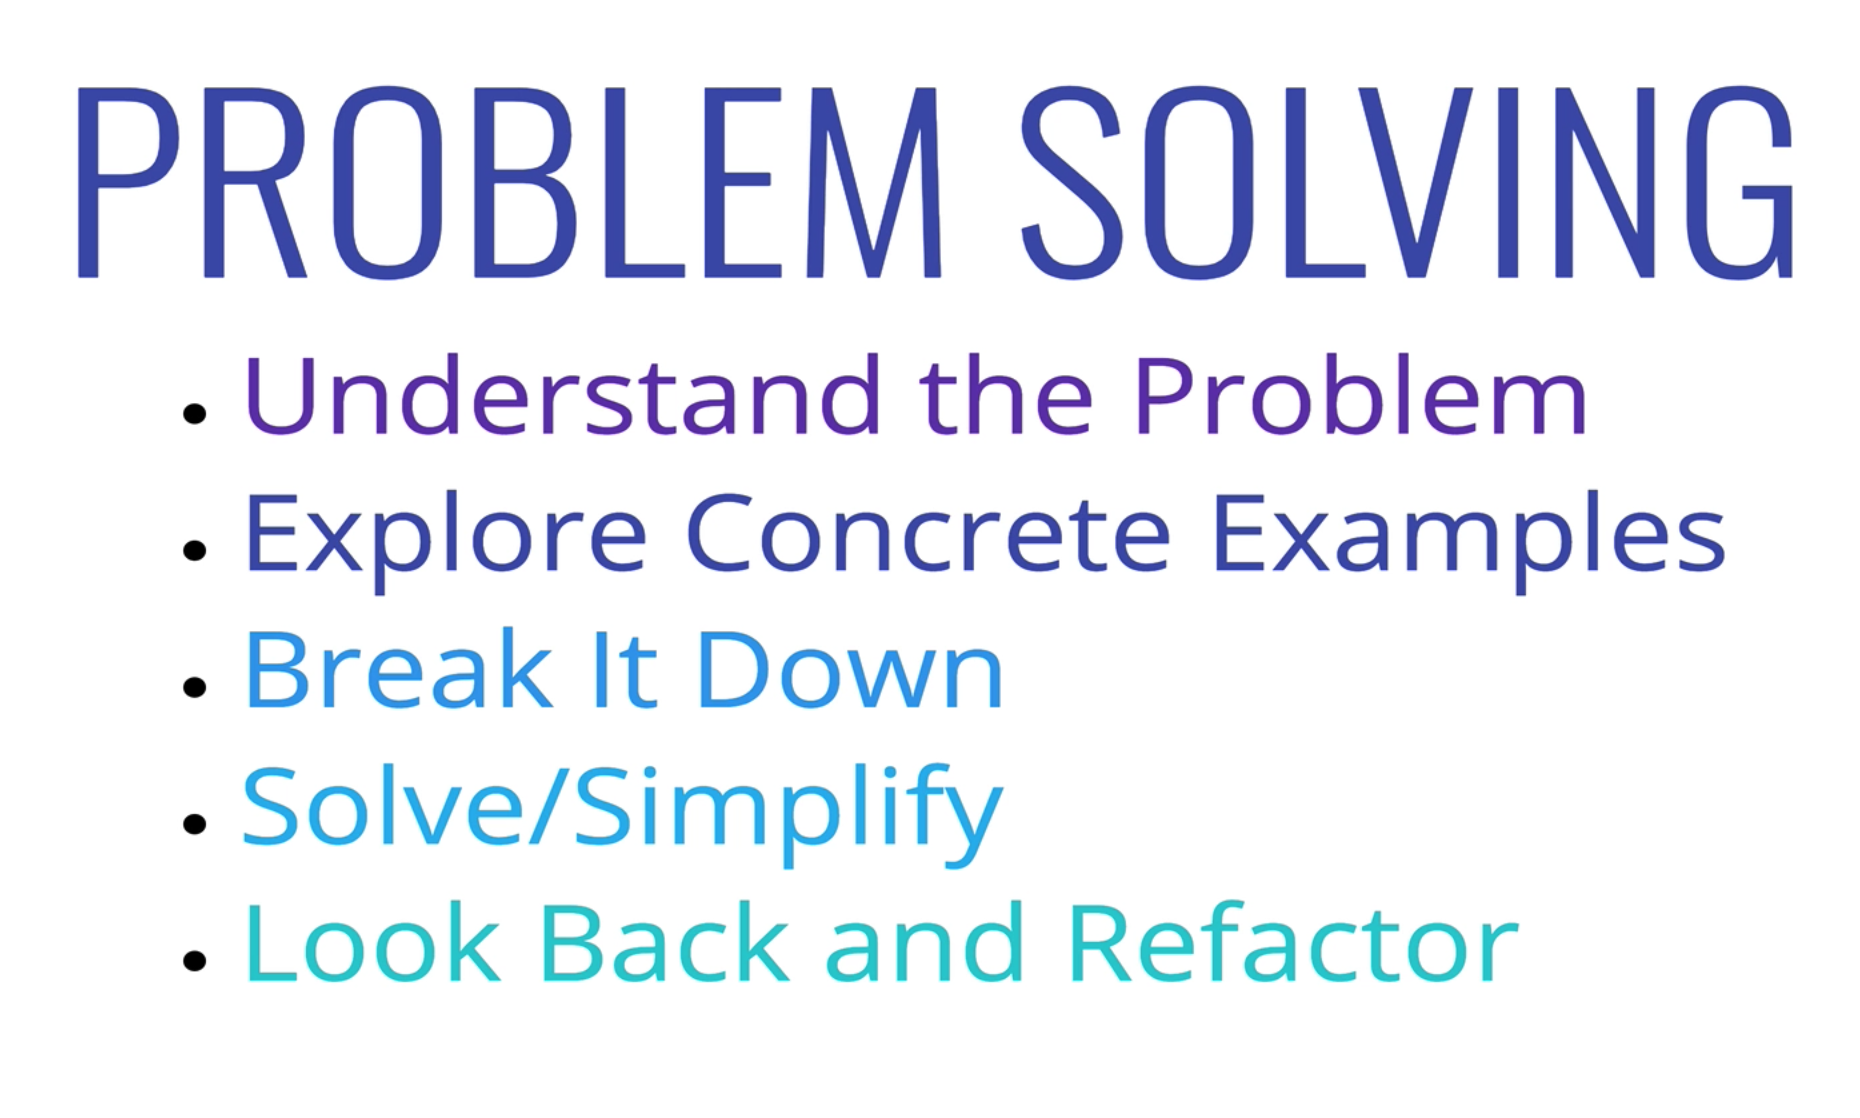 PROBLEM SOLVING
• Understand the Problem
• Explore Concrete Examples
• Break It Down
• Solve/Simplify
• Look Back and Refactor